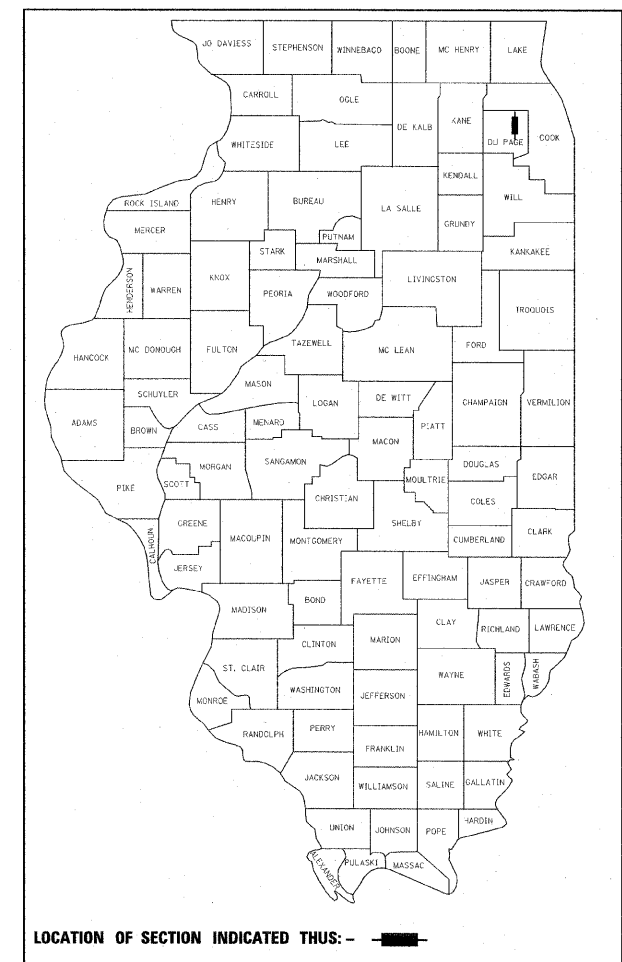 JO DAVIESS STEPHENSON WINNEBAGO BOONE MC HENRY LAKE
CARROLL OGLE DE KALB KANE DU PAGE COOK
WHITESIDE LEE
KENDALL WILL
ROCK ISLAND HENRY BUREAU LA SALLE GRUNDY
MERCER PUTNAM KANKAKEE
STARK MARSHALL LIVINGSTON
HENDERSON WARREN KNOX PEORIA WOODFORD IROQUOIS
TAZEWELL MC LEAN FORD
HANCOCK MC DONOUGH FULTON
MASON
SCHUYLER LOGAN DE WITT CHAMPAIGN VERMILION
ADAMS BROWN CASS MENARD PIATT
MACON
MORGAN SANGAMON DOUGLAS EDGAR
PIKE SCOTT CHRISTIAN MOULTRIE COLES
GREENE SHELBY
CALHOUN MACOUPIN MONTGOMERY CUMBERLAND CLARK
JERSEY FAYETTE EFFINGHAM JASPER CRAWFORD
MADISON BOND
CLAY RICHLAND LAWRENCE
CLINTON MARION
ST. CLAIR WAYNE EDWARDS WABASH
WASHINGTON JEFFERSON
MONROE
RANDOLPH PERRY HAMILTON WHITE
FRANKLIN
JACKSON WILLIAMSON SALINE GALLATIN
UNION JOHNSON POPE HARDIN
ALEXANDER PULASKI MASSAC
LOCATION OF SECTION INDICATED THUS: -